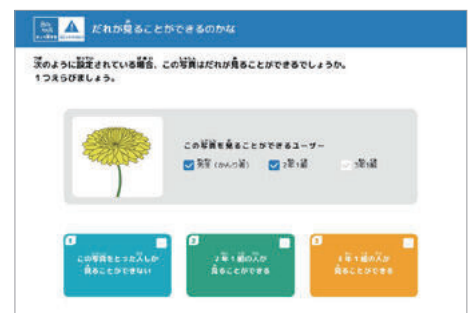 だれが見ることができるのかな
次のように設定されている場合、この写真はだれが見ることができるでしょうか。
1つえらびましょう。
この写真を見ることができるユーザー
先生（かんり者） 2年1組
1
この写真をとった人しか
見ることができない
2
2年1組の人が
見ることができる
3
見ることができる